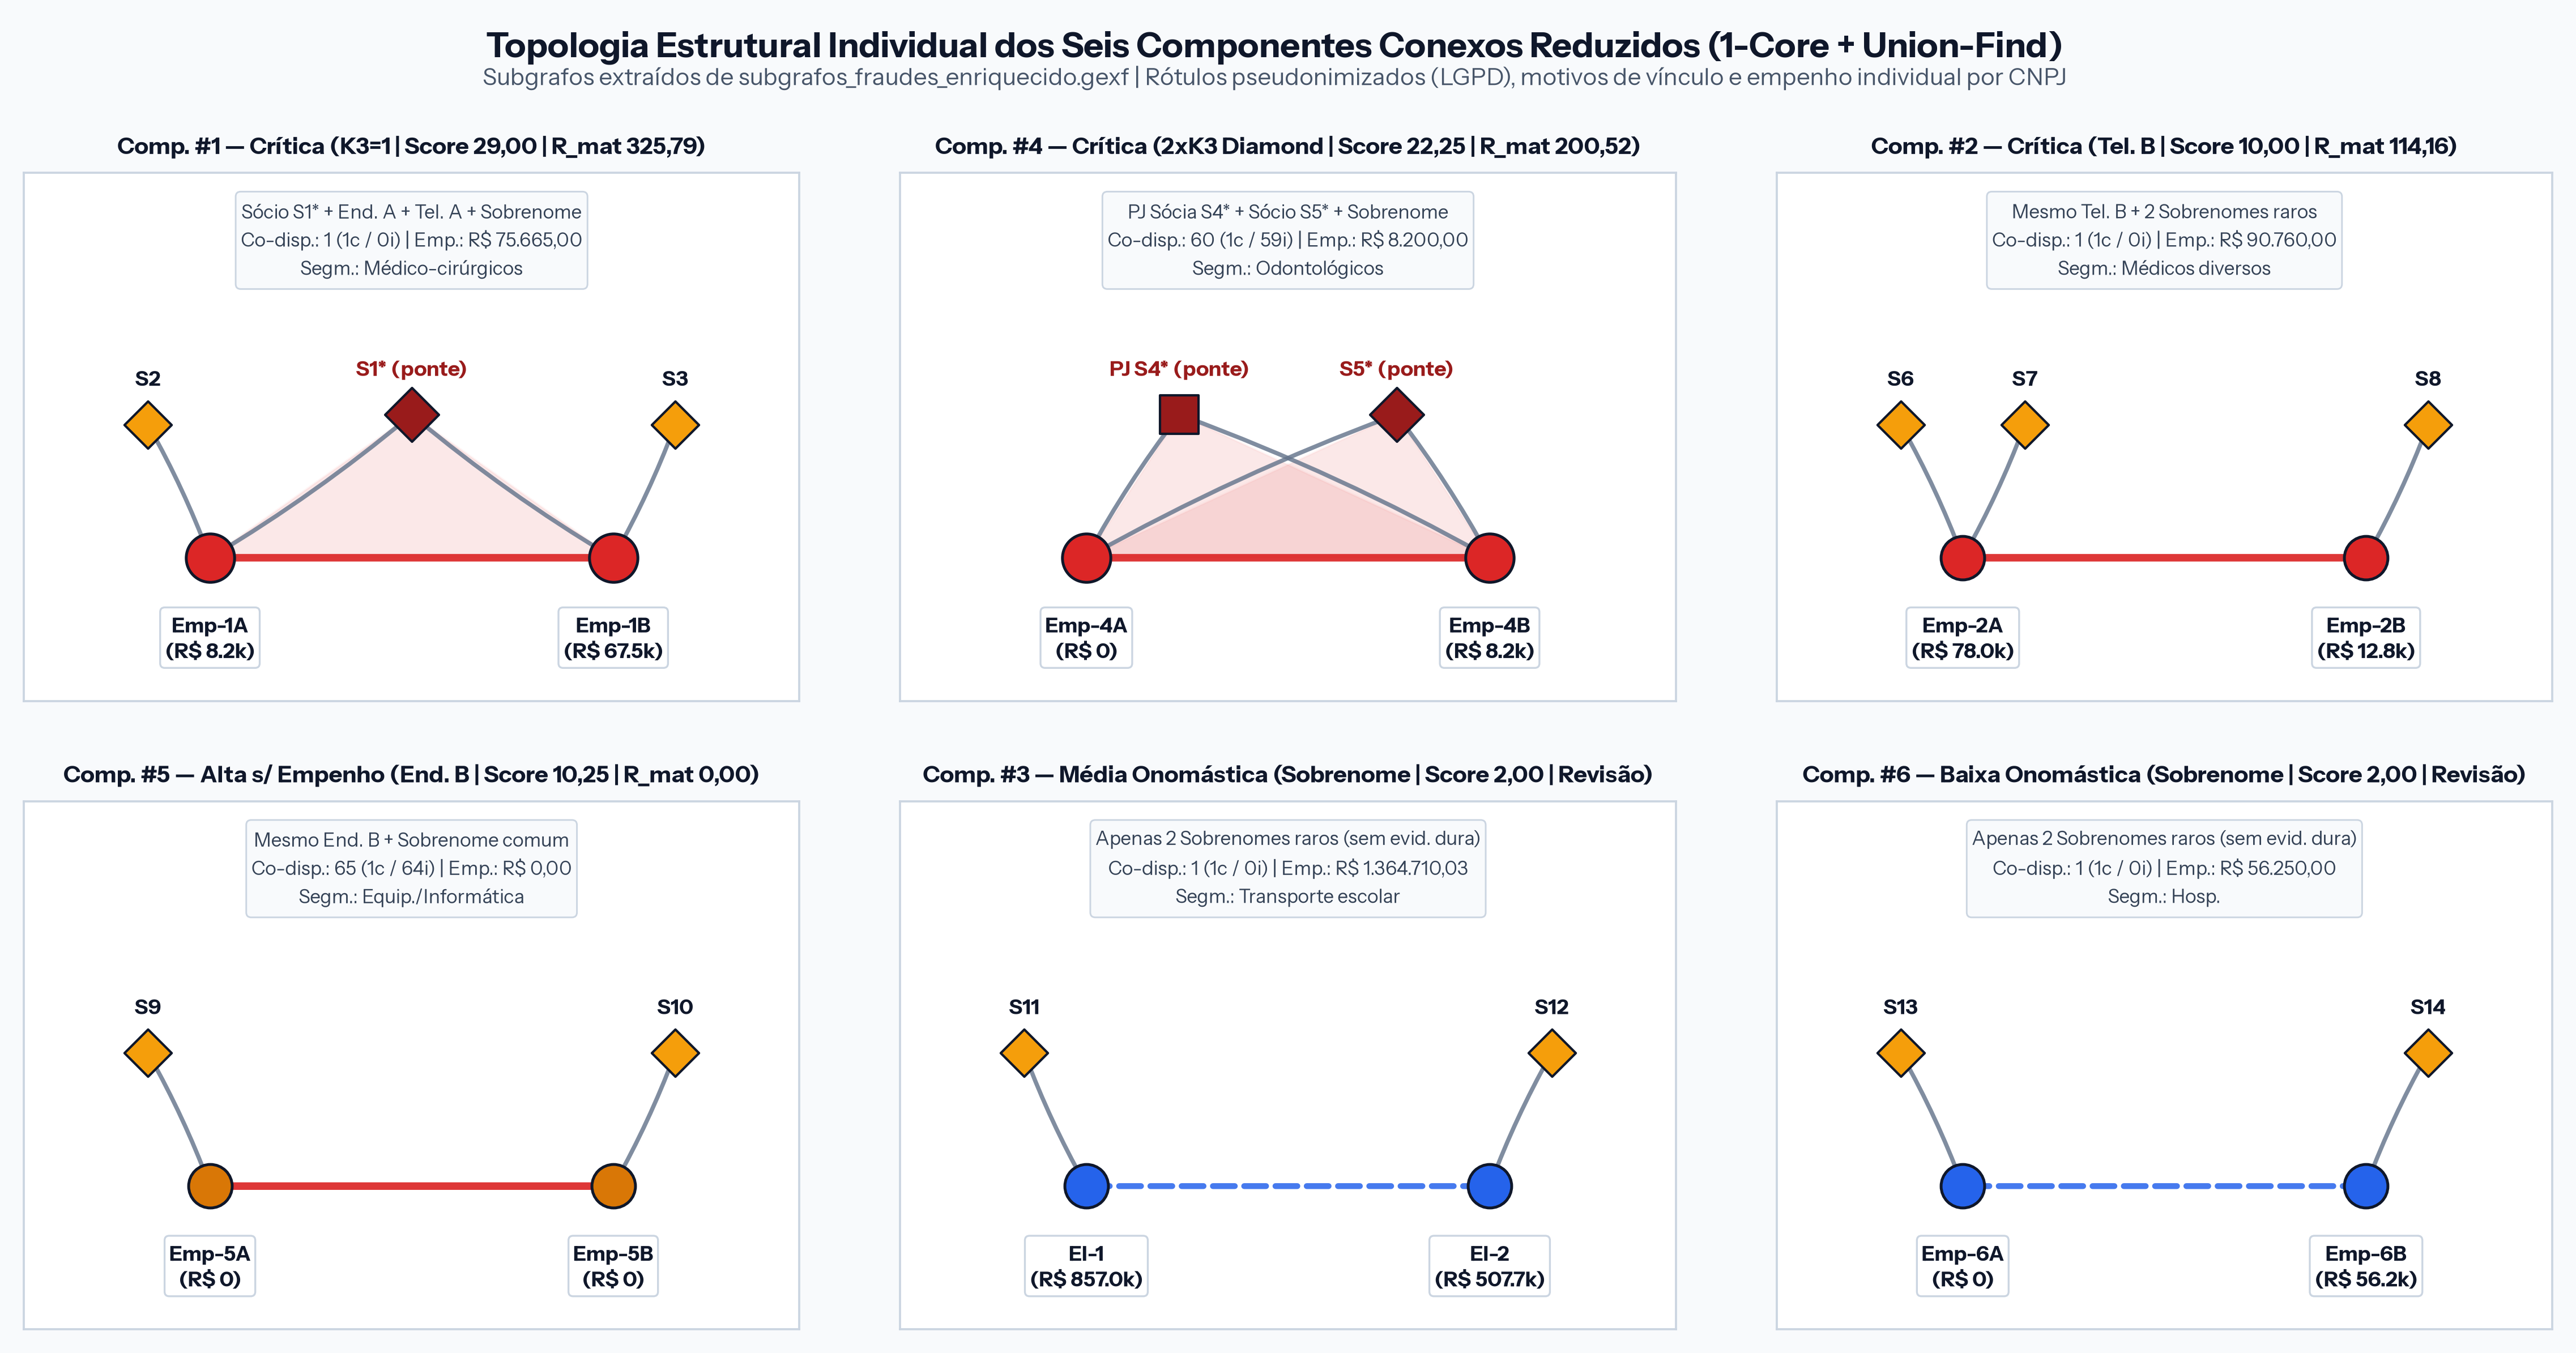 Topologia Estrutural Individual dos Seis Componentes Conexos Reduzidos (1-Core + Union-Find)
Subgrafos extraídos de subgrafos_fraudes_enriquecido.gexf | Rótulos pseudonimizados (LGPD), motivos de vínculo e empenho individual por CNPJ
Comp. #1 — Crítica (K3=1 | Score 29,00 | R_mat 325,79)
Sócio S1* + End. A + Tel. A + Sobrenome
Co-disp.: 1 (1c / 0i) | Emp.: R$ 75.665,00
Segm.: Médico-cirúrgicos
S2
S1* (ponte)
S3
Emp-1A
(R$ 8.2k)
Emp-1B
(R$ 67.5k)
Comp. #4 — Crítica (2xK3 Diamond | Score 22,25 | R_mat 200,52)
PJ Sócia S4* + Sócio S5* + Sobrenome
Co-disp.: 60 (1c / 59i) | Emp.: R$ 8.200,00
Segm.: Odontológicos
PJ S4* (ponte)
S5* (ponte)
Emp-4A
(R$ 0)
Emp-4B
(R$ 8.2k)
Comp. #2 — Crítica (Tel. B | Score 10,00 | R_mat 114,16)
Mesmo Tel. B + 2 Sobrenomes raros
Co-disp.: 1 (1c / 0i) | Emp.: R$ 90.760,00
Segm.: Médicos diversos
S6
S7
S8
Emp-2A
(R$ 78.0k)
Emp-2B
(R$ 12.8k)
Comp. #5 — Alta s/ Empenho (End. B | Score 10,25 | R_mat 0,00)
Mesmo End. B + Sobrenome comum
Co-disp.: 65 (1c / 64i) | Emp.: R$ 0,00
Segm.: Equip./Informática
S9
S10
Emp-5A
(R$ 0)
Emp-5B
(R$ 0)
Comp. #3 — Média Onomástica (Sobrenome | Score 2,00 | Revisão)
Apenas 2 Sobrenomes raros (sem evid. dura)
Co-disp.: 1 (1c / 0i) | Emp.: R$ 1.364.710,03
Segm.: Transporte escolar
S11
S12
EI-1
(R$ 857.0k)
EI-2
(R$ 507.7k)
Comp. #6 — Baixa Onomástica (Sobrenome | Score 2,00 | Revisão)
Apenas 2 Sobrenomes raros (sem evid. dura)
Co-disp.: 1 (1c / 0i) | Emp.: R$ 56.250,00
Segm.: Hosp.
S13
S14
Emp-6A
(R$ 0)
Emp-6B
(R$ 56.2k)